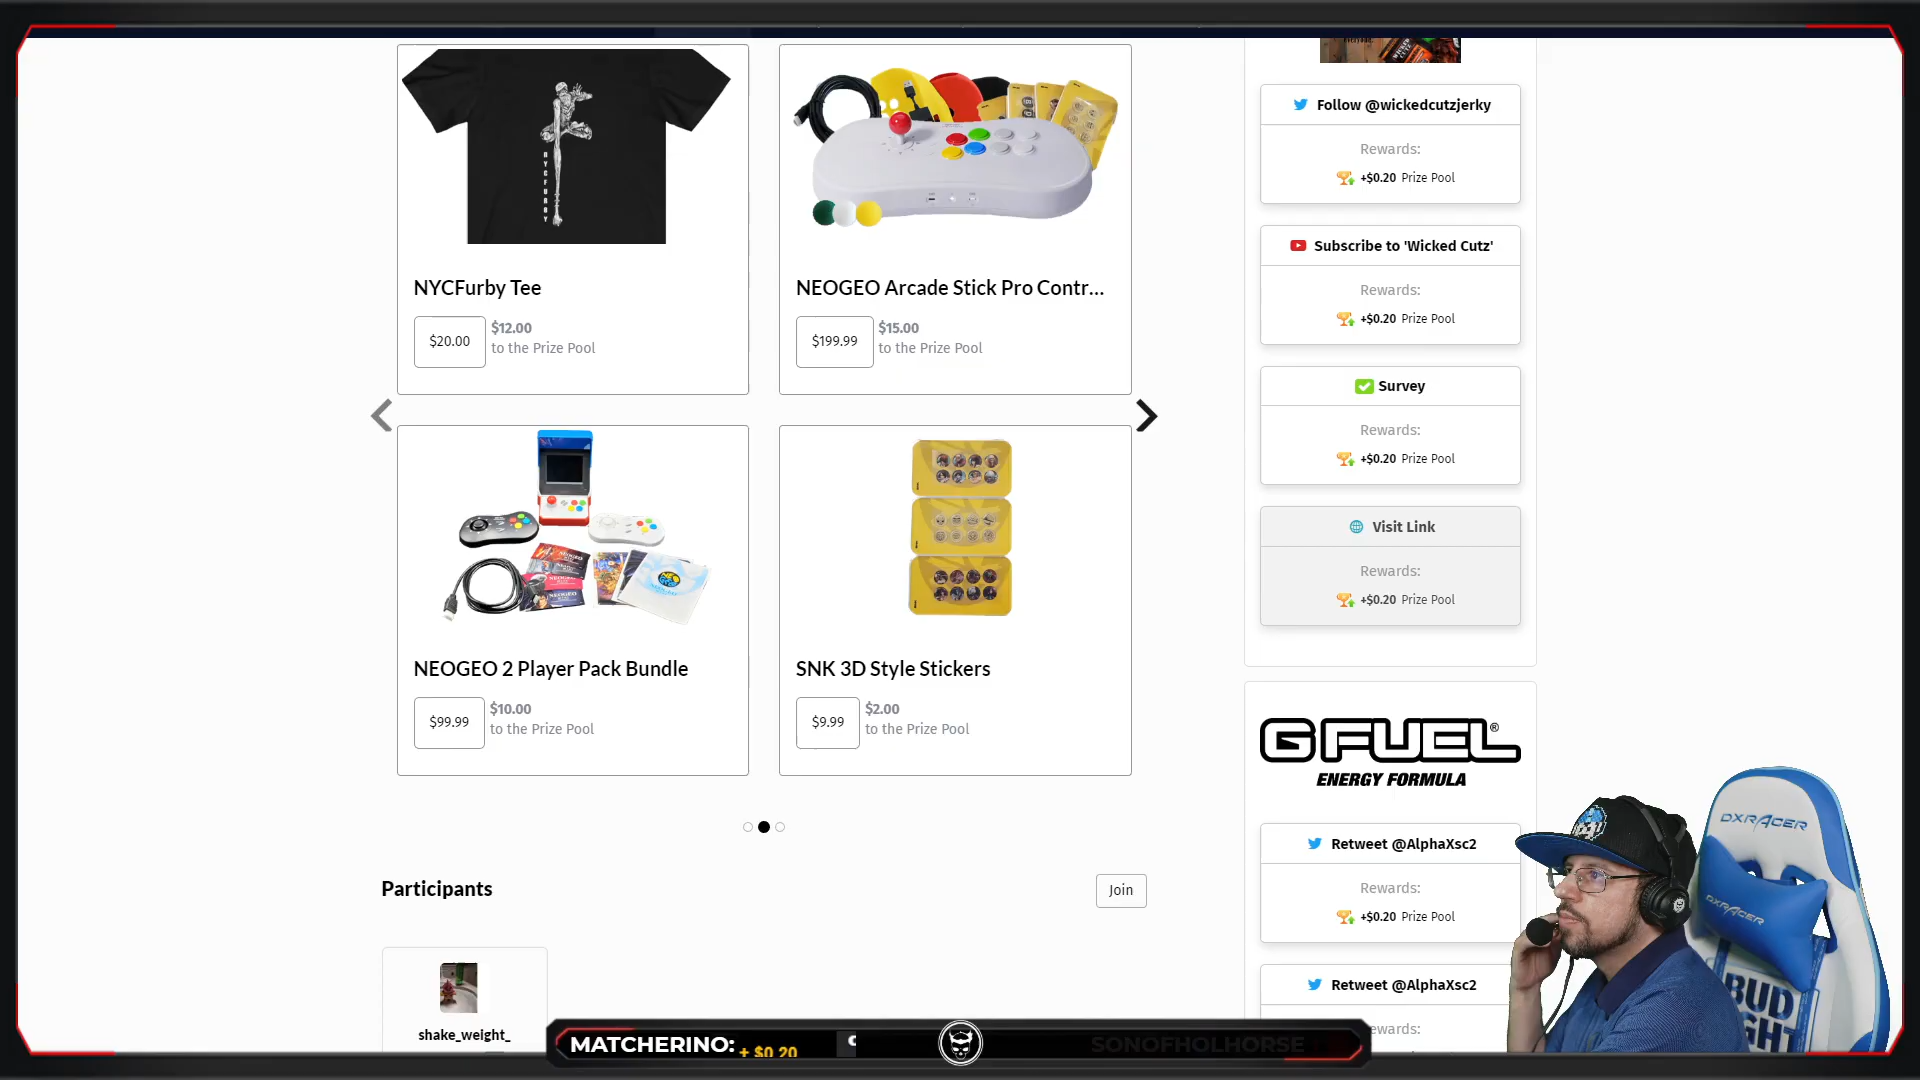 NYCFURBY
NYCFurby Tee
$20.00
$12.00
to the Prize Pool
NEOGEO Arcade Stick Pro Contr...
$199.99
$15.00
to the Prize Pool
NEOGEO 2 Player Pack Bundle
$99.99
$10.00
to the Prize Pool
SNK 3D Style Stickers
$9.99
$2.00
to the Prize Pool
Participants
Join
shake_weight_
Follow @wickedcutzjerky
Rewards:
+$0.20 Prize Pool
Subscribe to 'Wicked Cutz'
Rewards:
+$0.20 Prize Pool
Survey
Rewards:
+$0.20 Prize Pool
Visit Link
Rewards:
+$0.20 Prize Pool
G FUEL®
ENERGY FORMULA
Retweet @AlphaXsc2
Rewards:
+$0.20 Prize Pool
Retweet @AlphaXsc2
ewards:
DXRACER
DXRACER
BUD
MATCHERINO: + $0.20
SONOFHOLHORSE